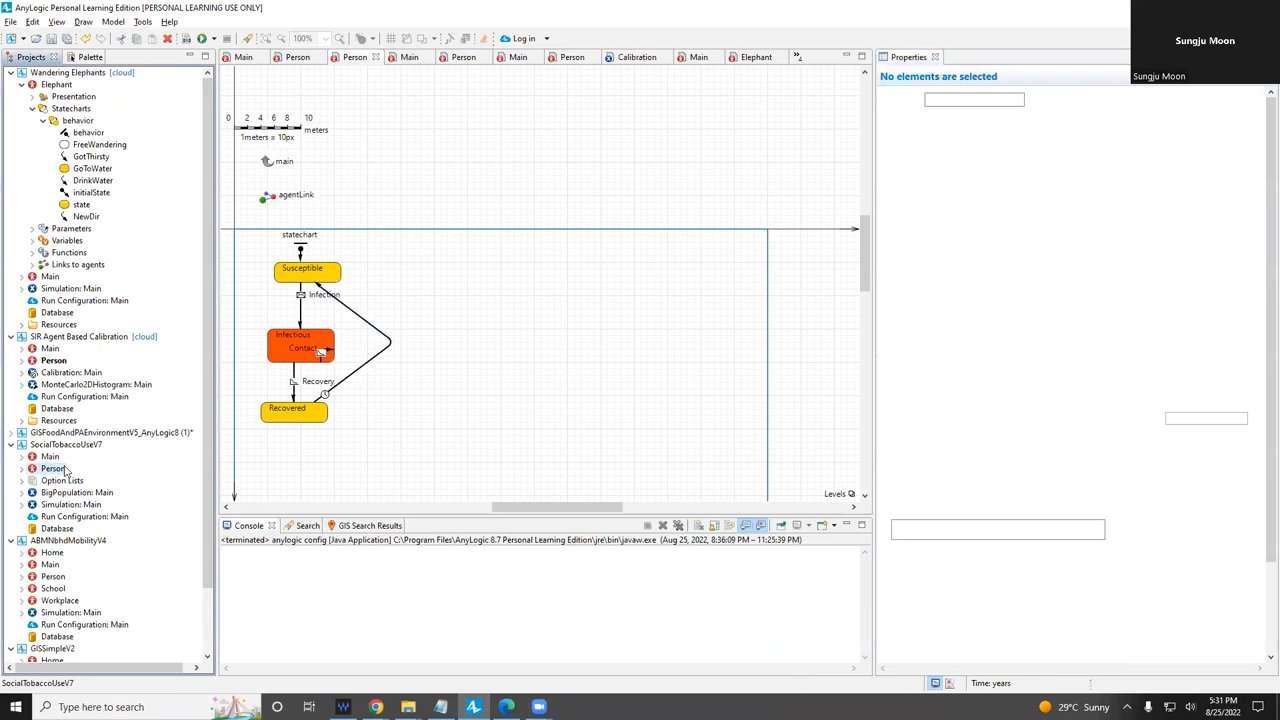 AnyLogic Personal Learning Edition [PERSONAL LEARNING USE ONLY]
File Edit View Draw Model Tools Help
100% Log in
Sungju Moon
Sungju Moon
Projects Palette
Main Person Person Main Person Main Person Calibration Main Elephant »4
Properties
No elements are selected
Wandering Elephants [cloud]
Elephant
Presentation
Statecharts
behavior
behavior
FreeWandering
GotThirsty
GoToWater
DrinkWater
initialState
state
NewDir
Parameters
Variables
Functions
Links to agents
Main
Simulation: Main
Run Configuration: Main
Database
Resources
SIR Agent Based Calibration [cloud]
Main
Person
Calibration: Main
MonteCarlo2DHistogram: Main
Run Configuration: Main
Database
Resources
GISFoodAndPAEnvironmentV5_AnyLogic8 (1)*
SocialTobaccoUseV7
Main
Person
Option Lists
BigPopulation: Main
Simulation: Main
Run Configuration: Main
Database
ABMNbhdMobilityV4
Home
Main
Person
School
Workplace
Simulation: Main
Run Configuration: Main
Database
GISSimpleV2
Home
0 2 4 6 8 10
meters
1meters = 10px
main
agentLink
statechart
Susceptible
Infection
Infectious
Contact
Recovery
Recovered
Levels
Console Search GIS Search Results
<terminated> anylogic config [Java Application] C:\Program Files\AnyLogic 8.7 Personal Learning Edition\jre\bin\javaw.exe (Aug 25, 2022, 8:36:09 PM – 11:25:39 PM)
SocialTobaccoUseV7
Time: years
Type here to search
29°C Sunny
5:31 PM
8/25/2022